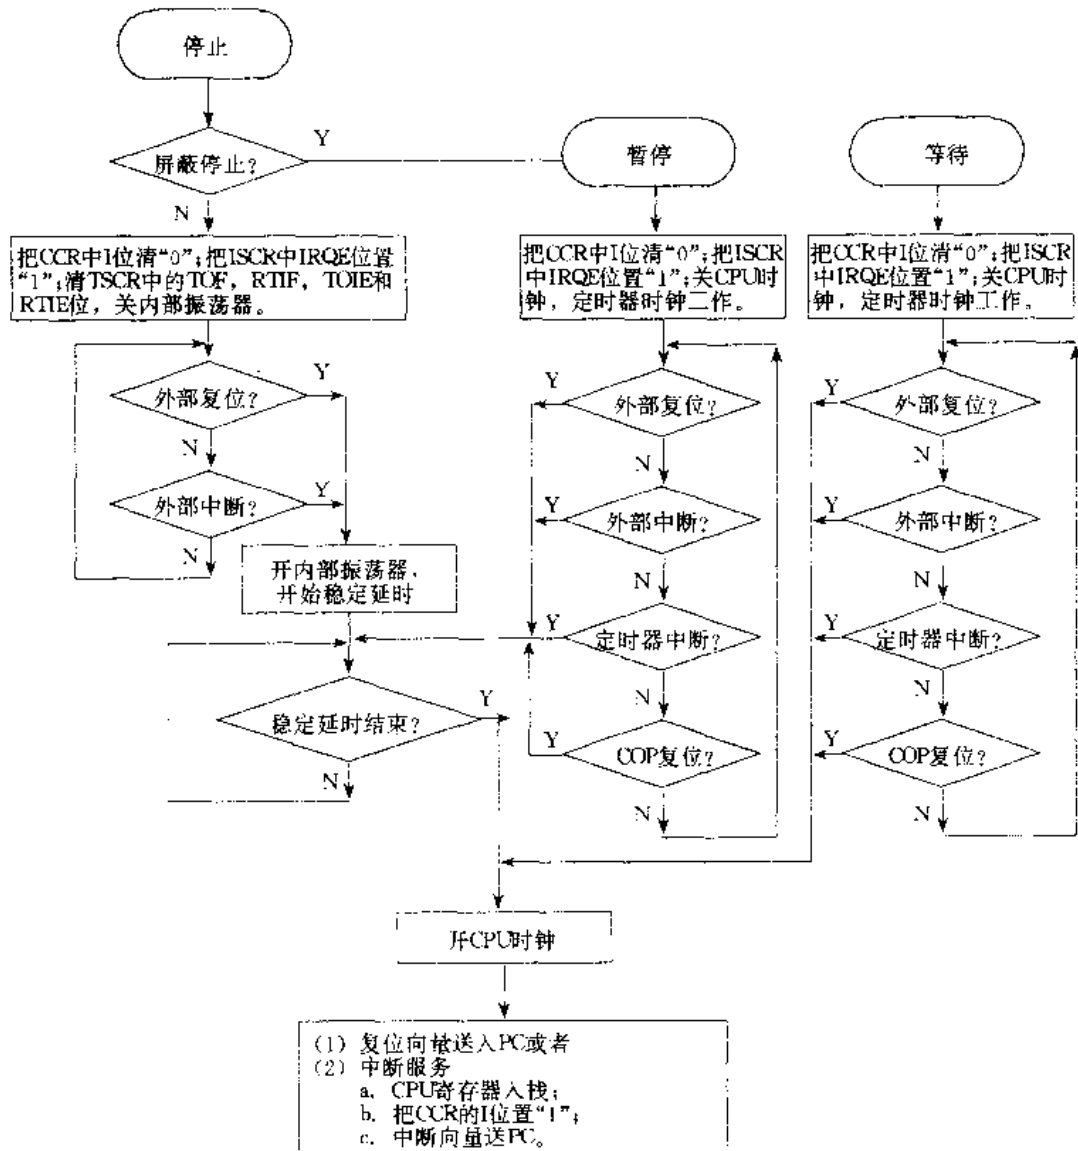 停止
屏蔽停止?
Y
N
把CCR中I位清“0”;把ISCR中IRQE位置
“1”;清TSCR中的TOF, RTIF, TOIE和
RTIE位,关内部振荡器。
外部复位?
Y
N
外部中断?
Y
N
开内部振荡器,
开始稳定延时
稳定延时结束?
Y
N
暂停
把CCR中I位清“0”;把ISCR
中IRQE位置“1”;关CPU时
钟,定时器时钟工作。
Y
外部复位?
N
Y
外部中断?
N
Y
定时器中断?
N
Y
COP复位?
N
等待
把CCR中I位清“0”;把ISCR
中IRQE位置“1”;关CPU时
钟,定时器时钟工作。
Y
外部复位?
N
Y
外部中断?
N
Y
定时器中断?
N
Y
COP复位?
N
开CPU时钟
(1) 复位向量送入PC或者
(2) 中断服务
a. CPU寄存器入栈;
b. 把CCR的I位置“1”;
c. 中断向量送PC。